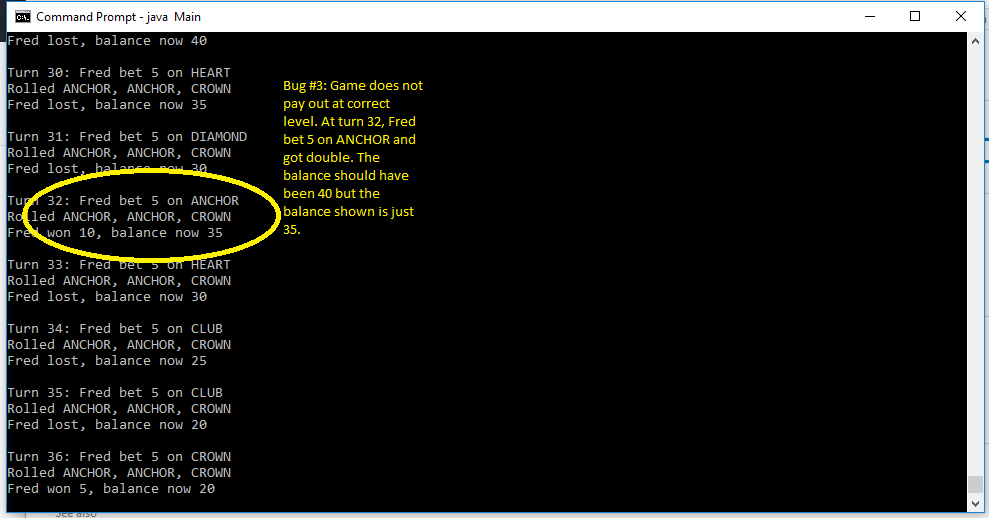 Command Prompt - java Main
Fred lost, balance now 40
Turn 30: Fred bet 5 on HEART
Rolled ANCHOR, ANCHOR, CROWN
Fred lost, balance now 35
Turn 31: Fred bet 5 on DIAMOND
Rolled ANCHOR, ANCHOR, CROWN
Fred lost, balance now 30
Turn 32: Fred bet 5 on ANCHOR
Rolled ANCHOR, ANCHOR, CROWN
Fred won 10, balance now 35
Turn 33: Fred bet 5 on HEART
Rolled ANCHOR, ANCHOR, CROWN
Fred lost, balance now 30
Turn 34: Fred bet 5 on CLUB
Rolled ANCHOR, ANCHOR, CROWN
Fred lost, balance now 25
Turn 35: Fred bet 5 on CLUB
Rolled ANCHOR, ANCHOR, CROWN
Fred lost, balance now 20
Turn 36: Fred bet 5 on CROWN
Rolled ANCHOR, ANCHOR, CROWN
Fred won 5, balance now 20
Bug #3: Game does not
pay out at correct
level. At turn 32, Fred
bet 5 on ANCHOR and
got double. The
balance should have
been 40 but the
balance shown is just
35.
See also